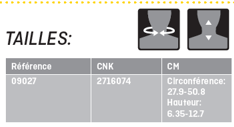 TAILLES:
Référence CNK CM
09027 2716074 Circonférence:
27.9-50.8
Hauteur:
6.35-12.7